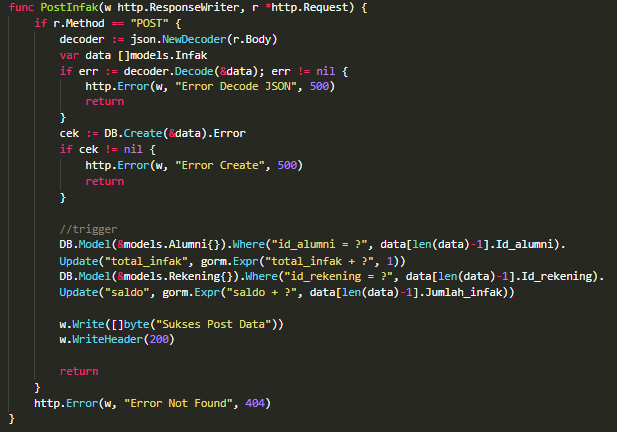 func PostInfak(w http.ResponseWriter, r *http.Request) {
    if r.Method == "POST" {
        decoder := json.NewDecoder(r.Body)
        var data []models.Infak
        if err := decoder.Decode(&data); err != nil {
            http.Error(w, "Error Decode JSON", 500)
            return
        }
        cek := DB.Create(&data).Error
        if cek != nil {
            http.Error(w, "Error Create", 500)
            return
        }

        //trigger
        DB.Model(&models.Alumni{}).Where("id_alumni = ?", data[len(data)-1].Id_alumni).
        Update("total_infak", gorm.Expr("total_infak + ?", 1))
        DB.Model(&models.Rekening{}).Where("id_rekening = ?", data[len(data)-1].Id_rekening).
        Update("saldo", gorm.Expr("saldo + ?", data[len(data)-1].Jumlah_infak))

        w.Write([]byte("Sukses Post Data"))
        w.WriteHeader(200)

        return
    }
    http.Error(w, "Error Not Found", 404)
}